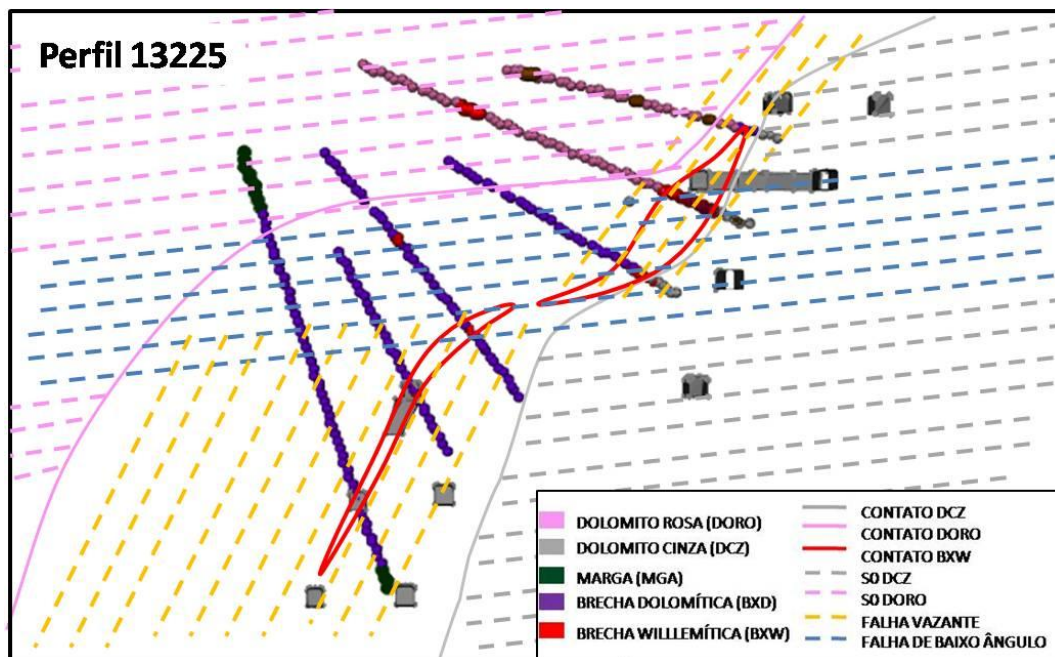 Perfil 13225
DOLOMITO ROSA (DORO)
DOLOMITO CINZA (DCZ)
MARGA (MGA)
BRECHA DOLOMÍTICA (BXD)
BRECHA WILLLEMÍTICA (BXW)
CONTATO DCZ
CONTATO DORO
CONTATO BXW
S0 DCZ
S0 DORO
FALHA VAZANTE
FALHA DE BAIXO ÂNGULO